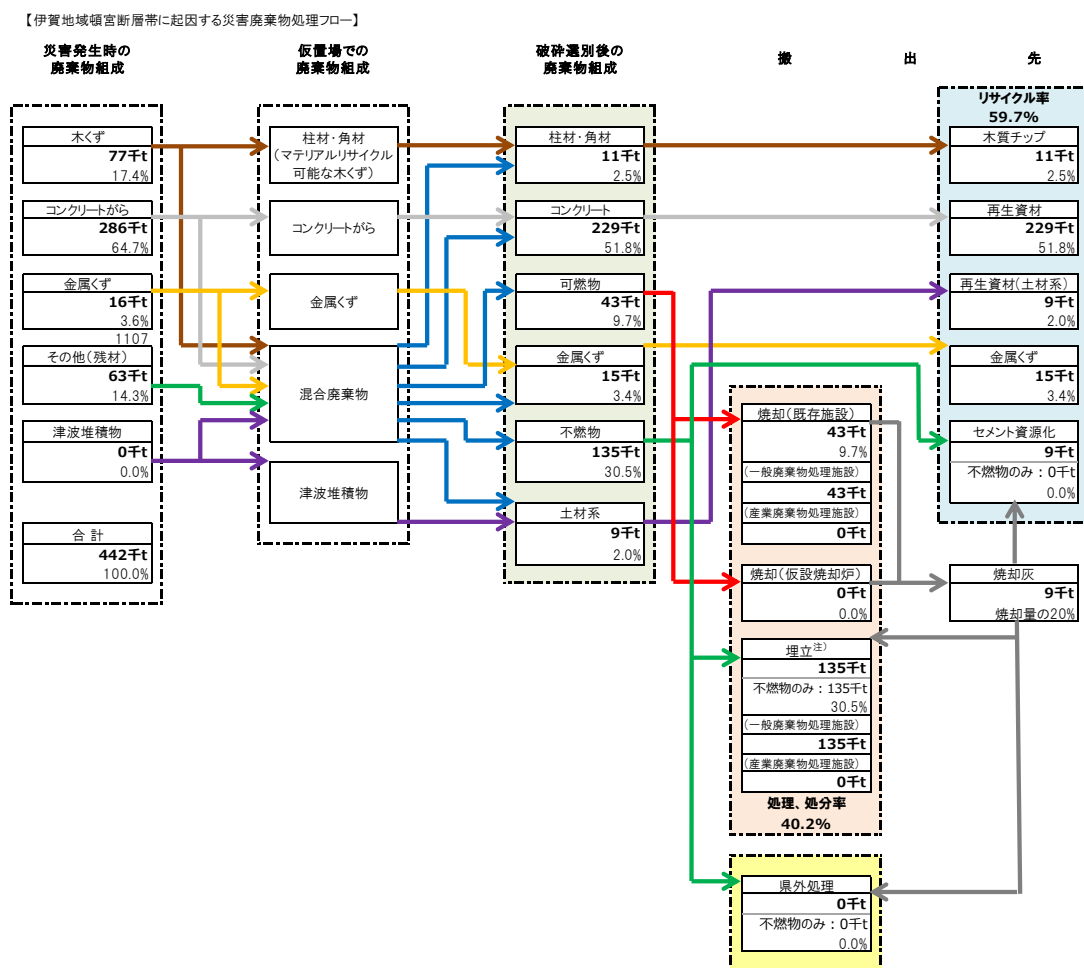 【伊賀地域頓宮断層帯に起因する災害廃棄物処理フロー】
災害発生時の
廃棄物組成
仮置場での
廃棄物組成
破砕選別後の
廃棄物組成
搬 出 先
木くず
77千t
17.4%
コンクリートがら
286千t
64.7%
金属くず
16千t
3.6%
1107
その他(残材)
63千t
14.3%
津波堆積物
0千t
0.0%
合 計
442千t
100.0%
柱材・角材
(マテリアルリサイクル
可能な木くず)
コンクリートがら
金属くず
混合廃棄物
津波堆積物
柱材・角材
11千t
2.5%
コンクリート
229千t
51.8%
可燃物
43千t
9.7%
金属くず
15千t
3.4%
不燃物
135千t
30.5%
土材系
9千t
2.0%
焼却(既存施設)
43千t
9.7%
(一般廃棄物処理施設)
43千t
(産業廃棄物処理施設)
0千t
焼却(仮設焼却炉)
0千t
0.0%
埋立注)
135千t
不燃物のみ:135千t
30.5%
(一般廃棄物処理施設)
135千t
(産業廃棄物処理施設)
0千t
処理、処分率
40.2%
県外処理
0千t
不燃物のみ:0千t
0.0%
リサイクル率
59.7%
木質チップ
11千t
2.5%
再生資材
229千t
51.8%
再生資材(土材系)
9千t
2.0%
金属くず
15千t
3.4%
セメント資源化
9千t
不燃物のみ:0千t
0.0%
焼却灰
9千t
焼却量の20%